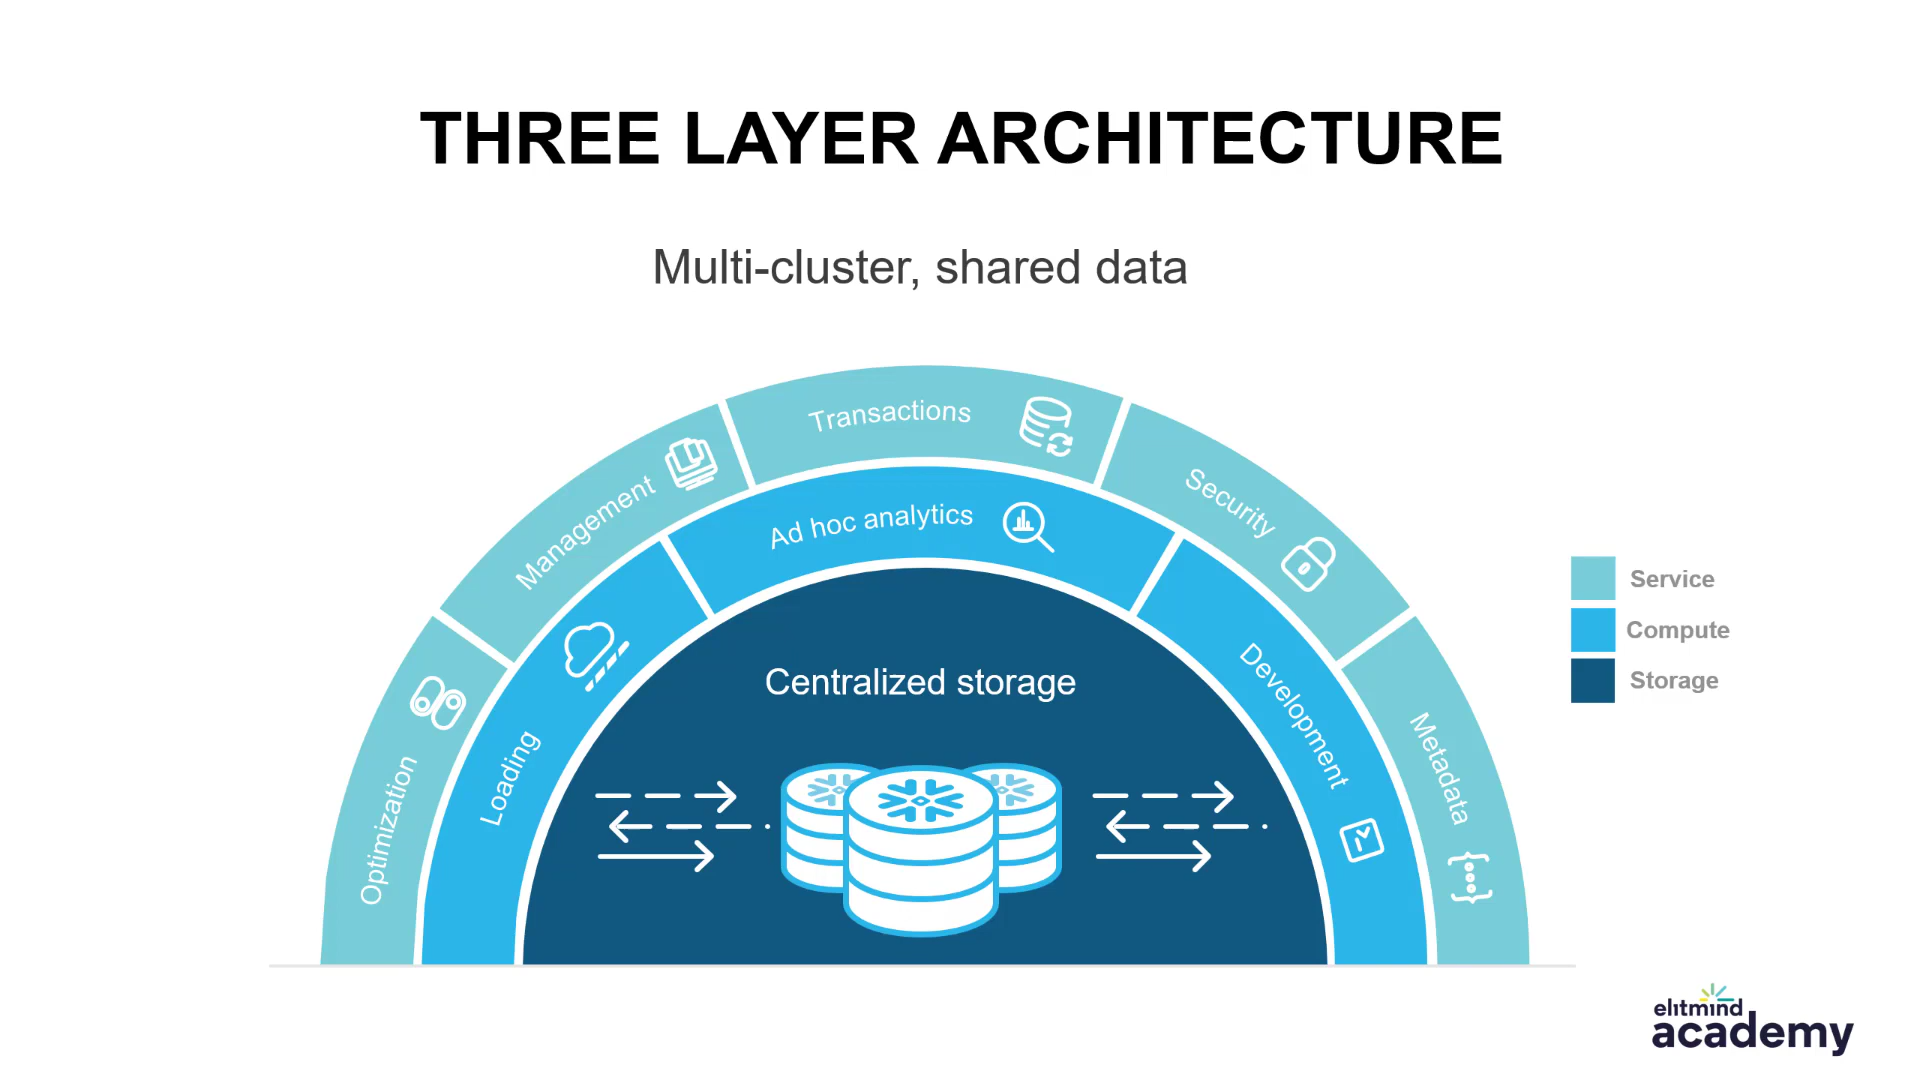 THREE LAYER ARCHITECTURE
Multi-cluster, shared data
Transactions
Management
Security
Ad hoc analytics
Optimization
Loading
Development
Metadata
Centralized storage
Service
Compute
Storage
elitmind
academy